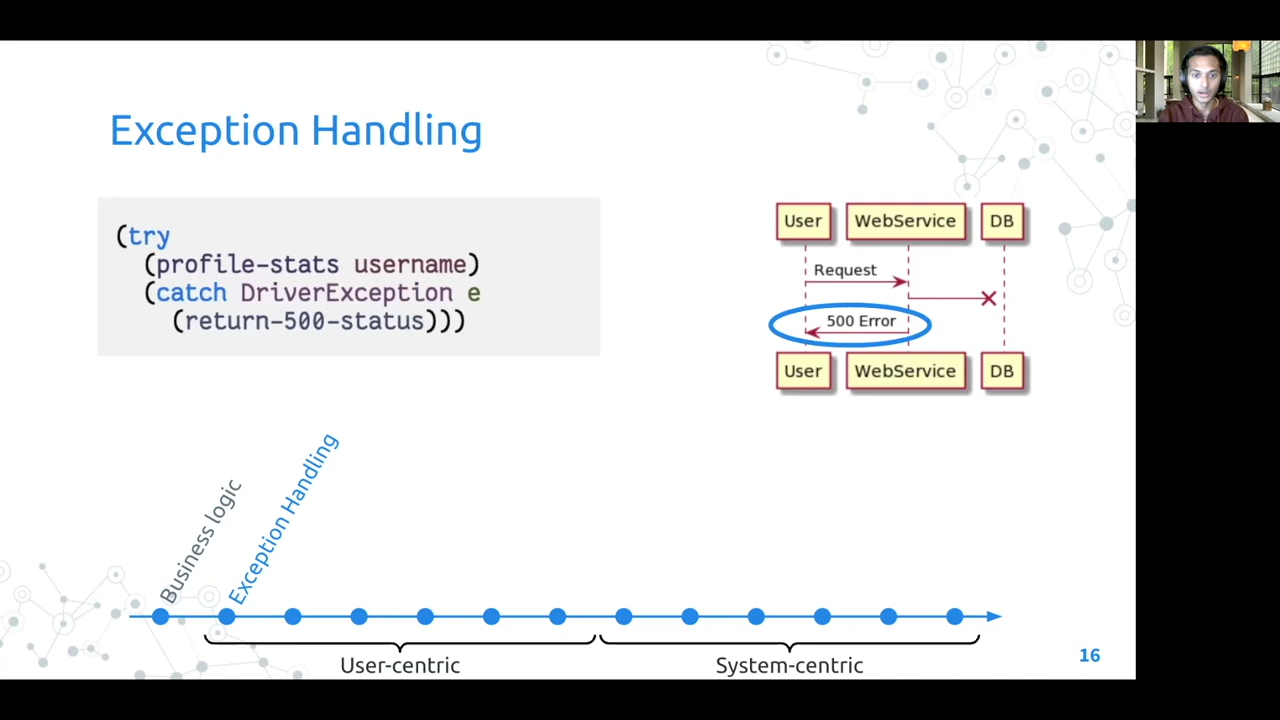 Exception Handling
(try
(profile-stats username)
(catch DriverException e
(return-500-status)))
User WebService DB
Request
500 Error
User WebService DB
Business logic
Exception Handling
User-centric
System-centric
16